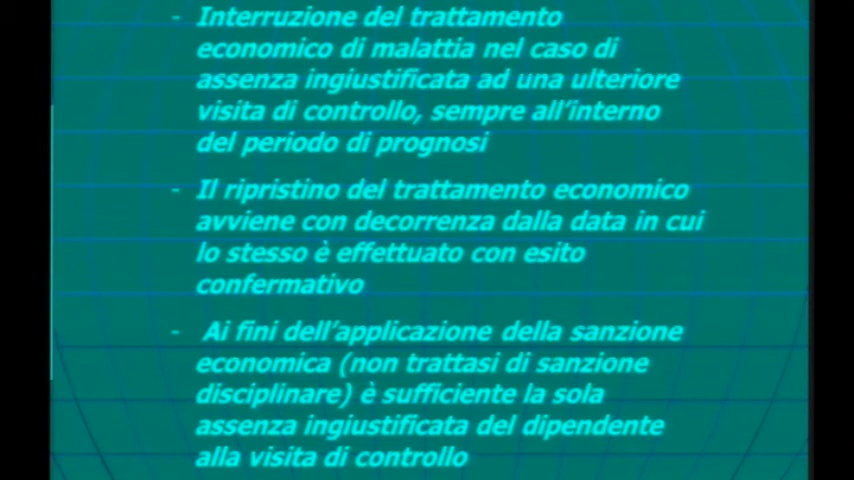 - Interruzione del trattamento
economico di malattia nel caso di
assenza ingiustificata ad una ulteriore
visita di controllo, sempre all'interno
del periodo di prognosi
- Il ripristino del trattamento economico
avviene con decorrenza dalla data in cui
lo stesso è effettuato con esito
confermativo
- Ai fini dell'applicazione della sanzione
economica (non trattasi di sanzione
disciplinare) è sufficiente la sola
assenza ingiustificata del dipendente
alla visita di controllo